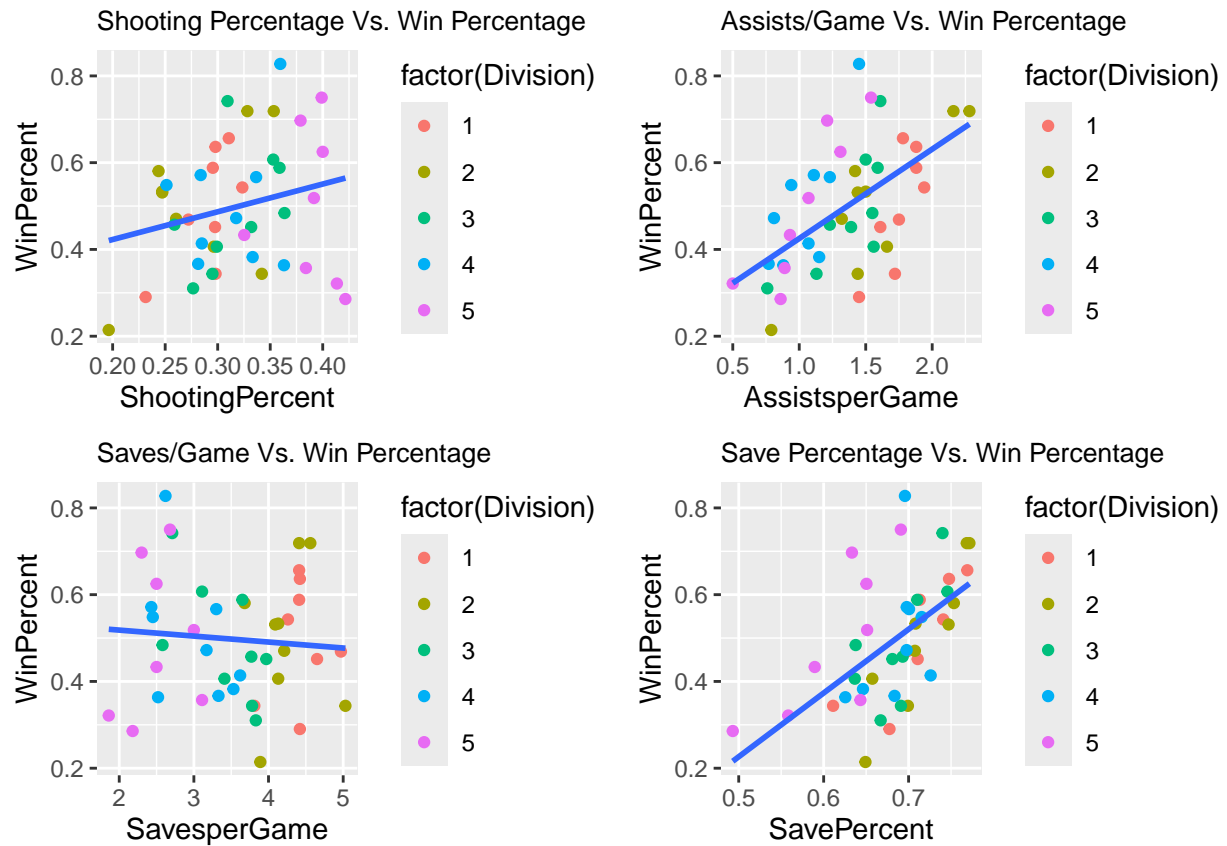 Shooting Percentage Vs. Win Percentage
WinPercent
0.8
0.6
0.4
0.2
0.20 0.25 0.30 0.35 0.40
ShootingPercent
factor(Division)
1
2
3
4
5
Assists/Game Vs. Win Percentage
WinPercent
0.8
0.6
0.4
0.2
0.5 1.0 1.5 2.0
AssistsperGame
factor(Division)
1
2
3
4
5
Saves/Game Vs. Win Percentage
WinPercent
0.8
0.6
0.4
0.2
2 3 4 5
SavesperGame
factor(Division)
1
2
3
4
5
Save Percentage Vs. Win Percentage
WinPercent
0.8
0.6
0.4
0.2
0.5 0.6 0.7
SavePercent
factor(Division)
1
2
3
4
5